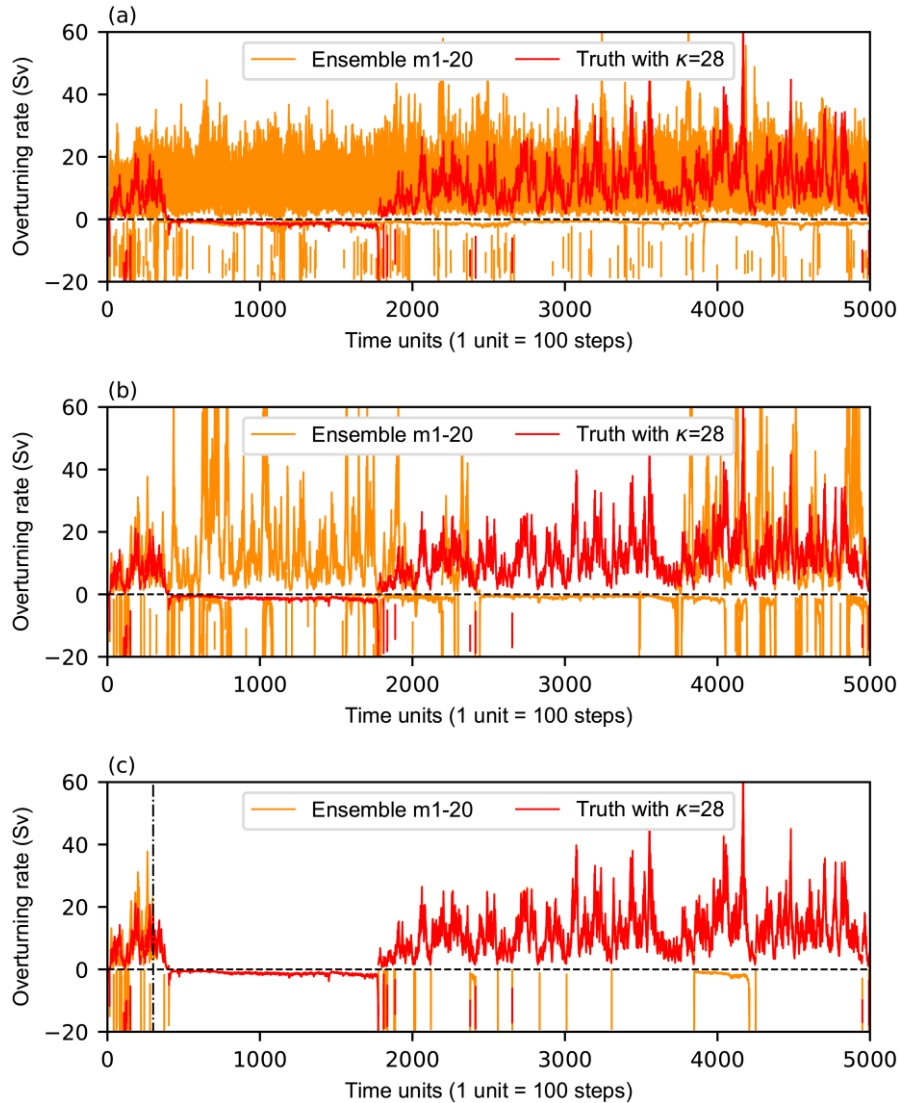 (a)
60
Ensemble m1-20 Truth with κ=28
40
20
0
−20
Overturning rate (Sv)
0 1000 2000 3000 4000 5000
Time units (1 unit = 100 steps)
(b)
60
Ensemble m1-20 Truth with κ=28
40
20
0
−20
Overturning rate (Sv)
0 1000 2000 3000 4000 5000
Time units (1 unit = 100 steps)
(c)
60
Ensemble m1-20 Truth with κ=28
40
20
0
−20
Overturning rate (Sv)
0 1000 2000 3000 4000 5000
Time units (1 unit = 100 steps)